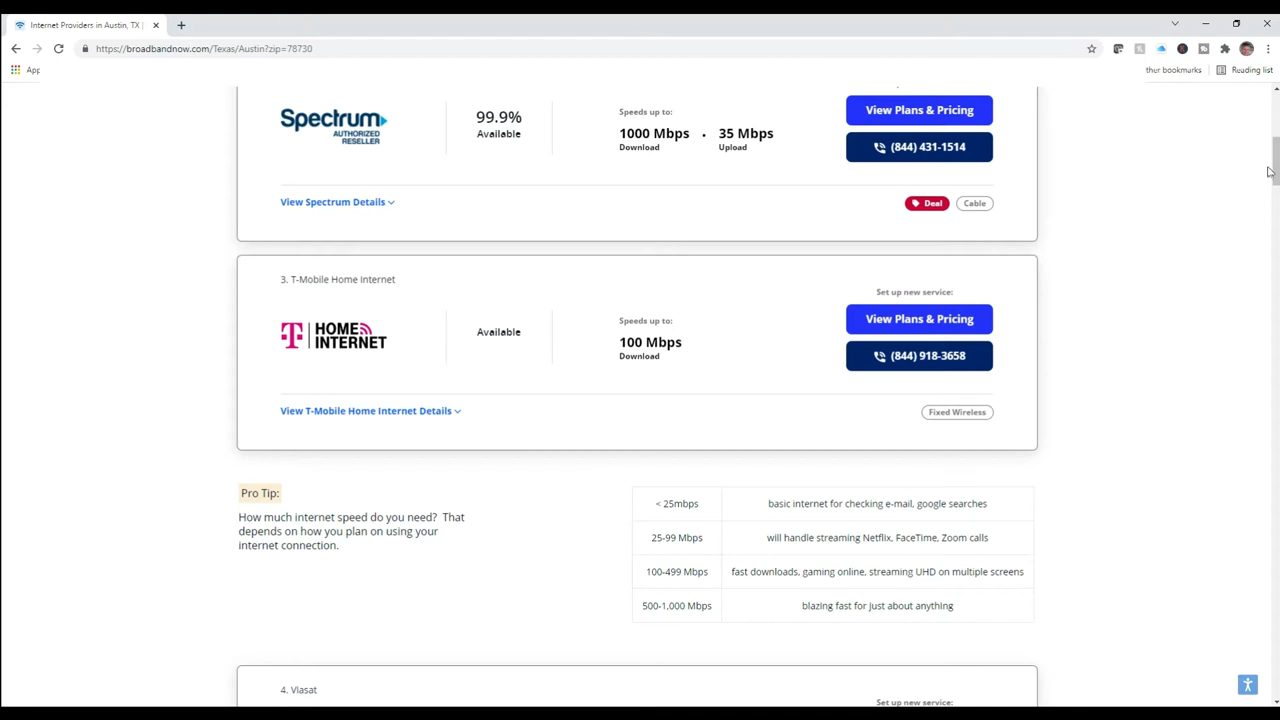 Internet Providers in Austin, TX |
https://broadbandnow.com/Texas/Austin?zip=78730
App
ther bookmarks
Reading list
Spectrum
AUTHORIZED
RESELLER
99.9%
Available
Speeds up to:
1000 Mbps • 35 Mbps
Download Upload
View Plans & Pricing
(844) 431-1514
View Spectrum Details
Deal
Cable
3. T-Mobile Home Internet
T HOME
INTERNET
Available
Speeds up to:
100 Mbps
Download
Set up new service:
View Plans & Pricing
(844) 918-3658
View T-Mobile Home Internet Details
Fixed Wireless
Pro Tip:
How much internet speed do you need? That
depends on how you plan on using your
internet connection.
< 25mbps basic internet for checking e-mail, google searches
25-99 Mbps will handle streaming Netflix, FaceTime, Zoom calls
100-499 Mbps fast downloads, gaming online, streaming UHD on multiple screens
500-1,000 Mbps blazing fast for just about anything
4. Viasat
Set up new service: